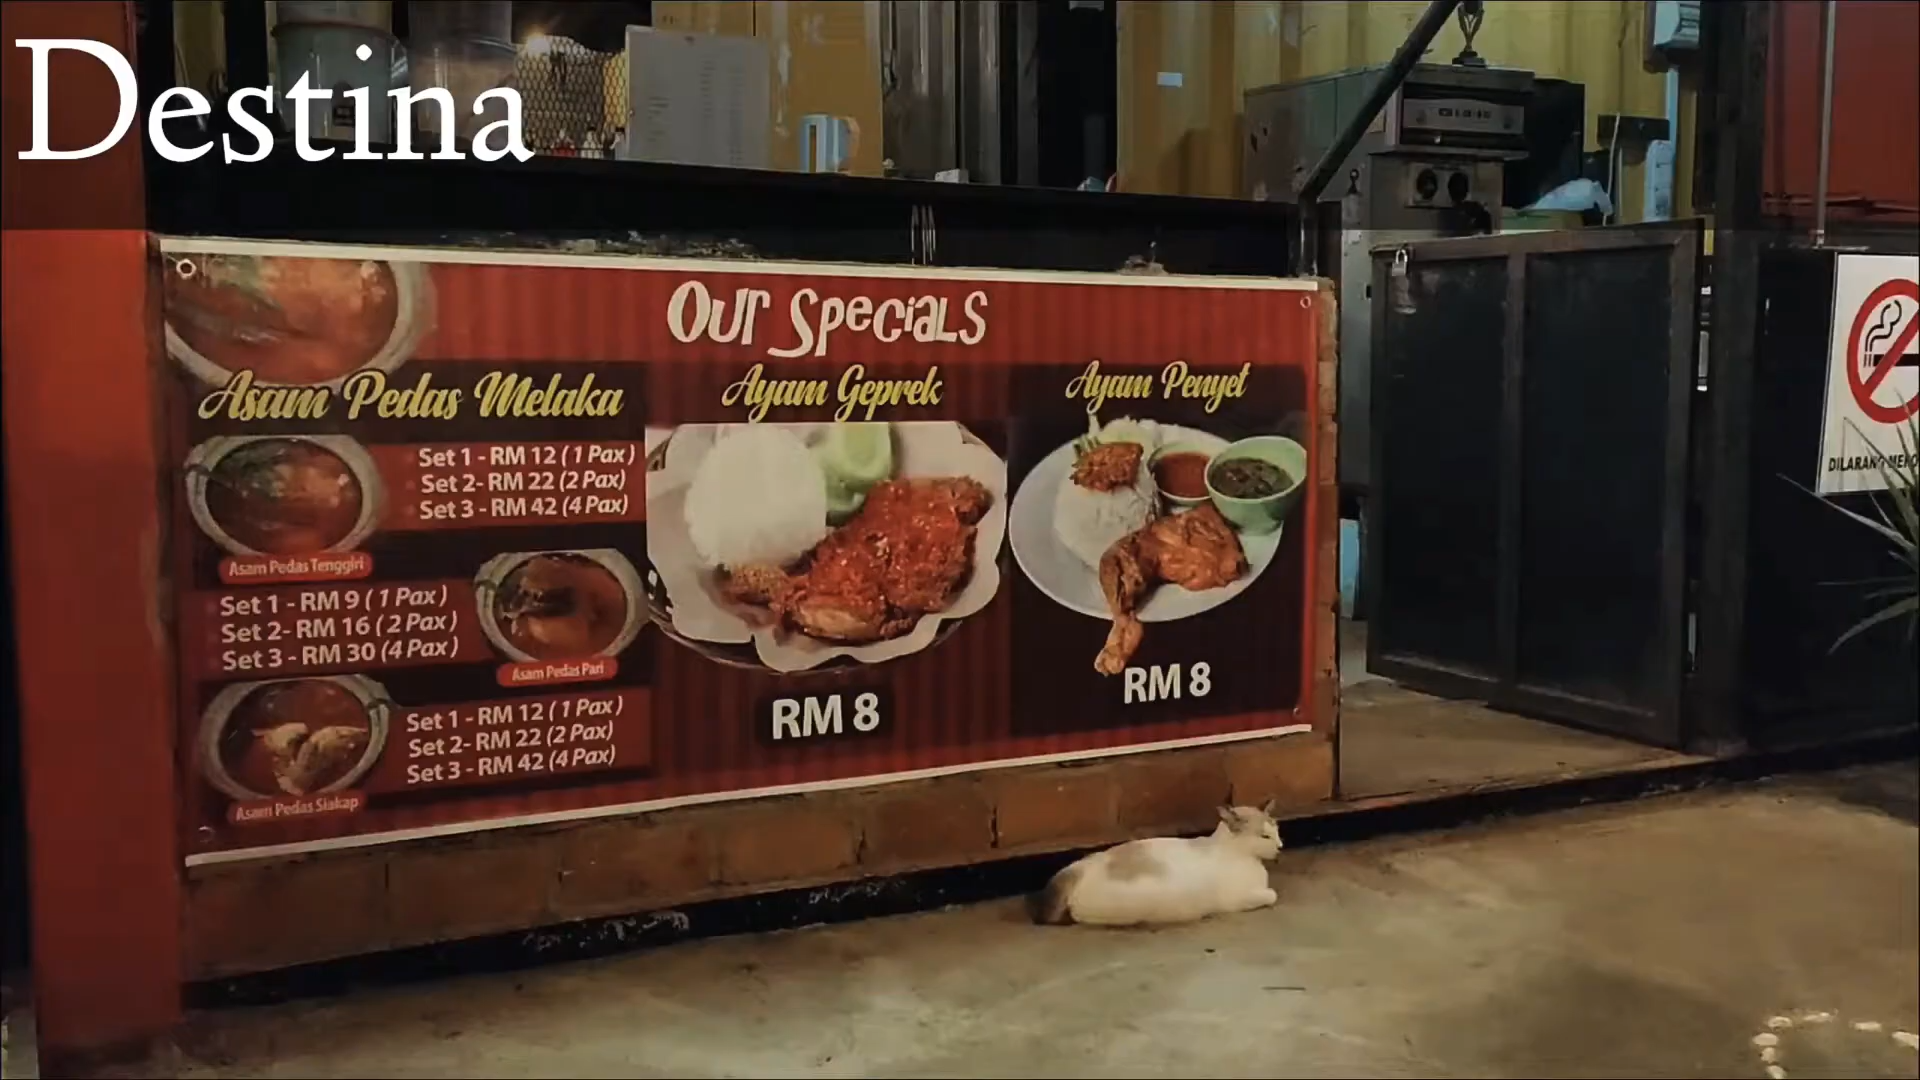 Destina
Our Specials
Asam Pedas Melaka
Set 1 - RM 12 (1 Pax)
Set 2- RM 22 (2 Pax)
Set 3 - RM 42 (4 Pax)
Asam Pedas Tenggiri
Set 1 - RM 9 (1 Pax)
Set 2- RM 16 (2 Pax)
Set 3 - RM 30 (4 Pax)
Asam Pedas Pari
Set 1 - RM 12 (1 Pax)
Set 2- RM 22 (2 Pax)
Set 3 - RM 42 (4 Pax)
Asam Pedas Siakap
Ayam Geprek
RM 8
Ayam Penyet
RM 8
DILARANG